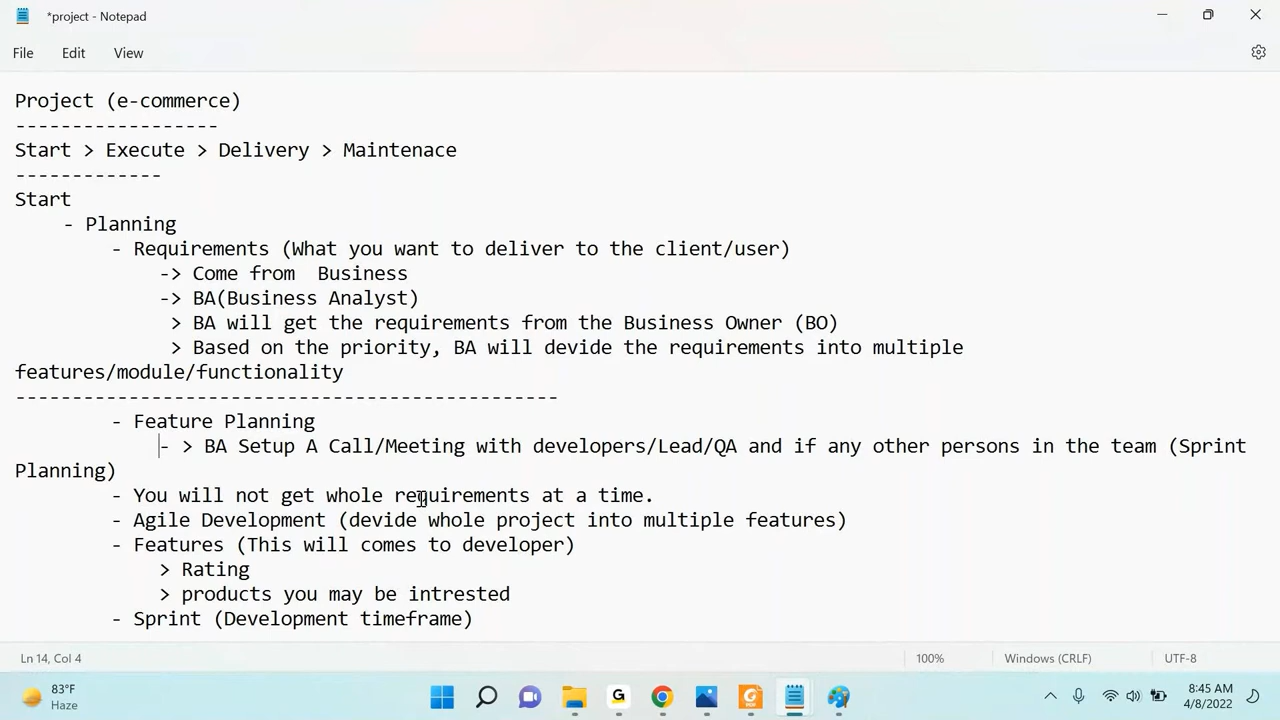 *project - Notepad
File Edit View
Project (e-commerce)
------------------
Start > Execute > Delivery > Maintenace
-------------
Start
- Planning
- Requirements (What you want to deliver to the client/user)
-> Come from  Business
-> BA(Business Analyst)
> BA will get the requirements from the Business Owner (BO)
> Based on the priority, BA will devide the requirements into multiple
features/module/functionality
------------------------------------------------
- Feature Planning
- > BA Setup A Call/Meeting with developers/Lead/QA and if any other persons in the team (Sprint
Planning)
- You will not get whole requirements at a time.
- Agile Development (devide whole project into multiple features)
- Features (This will comes to developer)
> Rating
> products you may be intrested
- Sprint (Development timeframe)
Ln 14, Col 4 100% Windows (CRLF) UTF-8
83°F
Haze
G
PDF
8:45 AM
4/8/2022